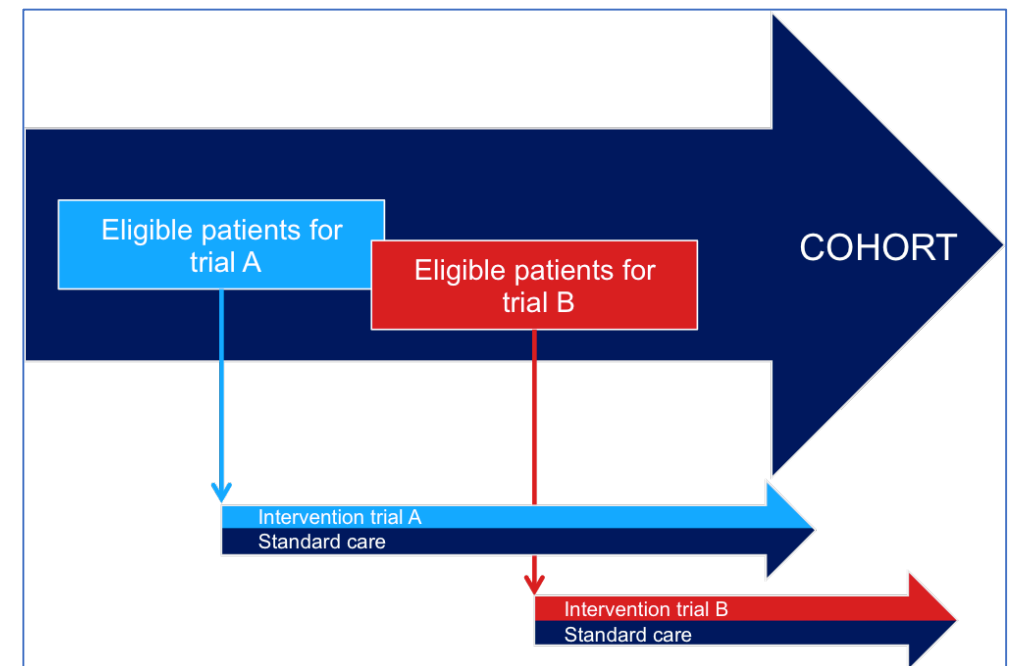 Eligible patients for
trial A
Eligible patients for
trial B
COHORT
Intervention trial A
Standard care
Intervention trial B
Standard care